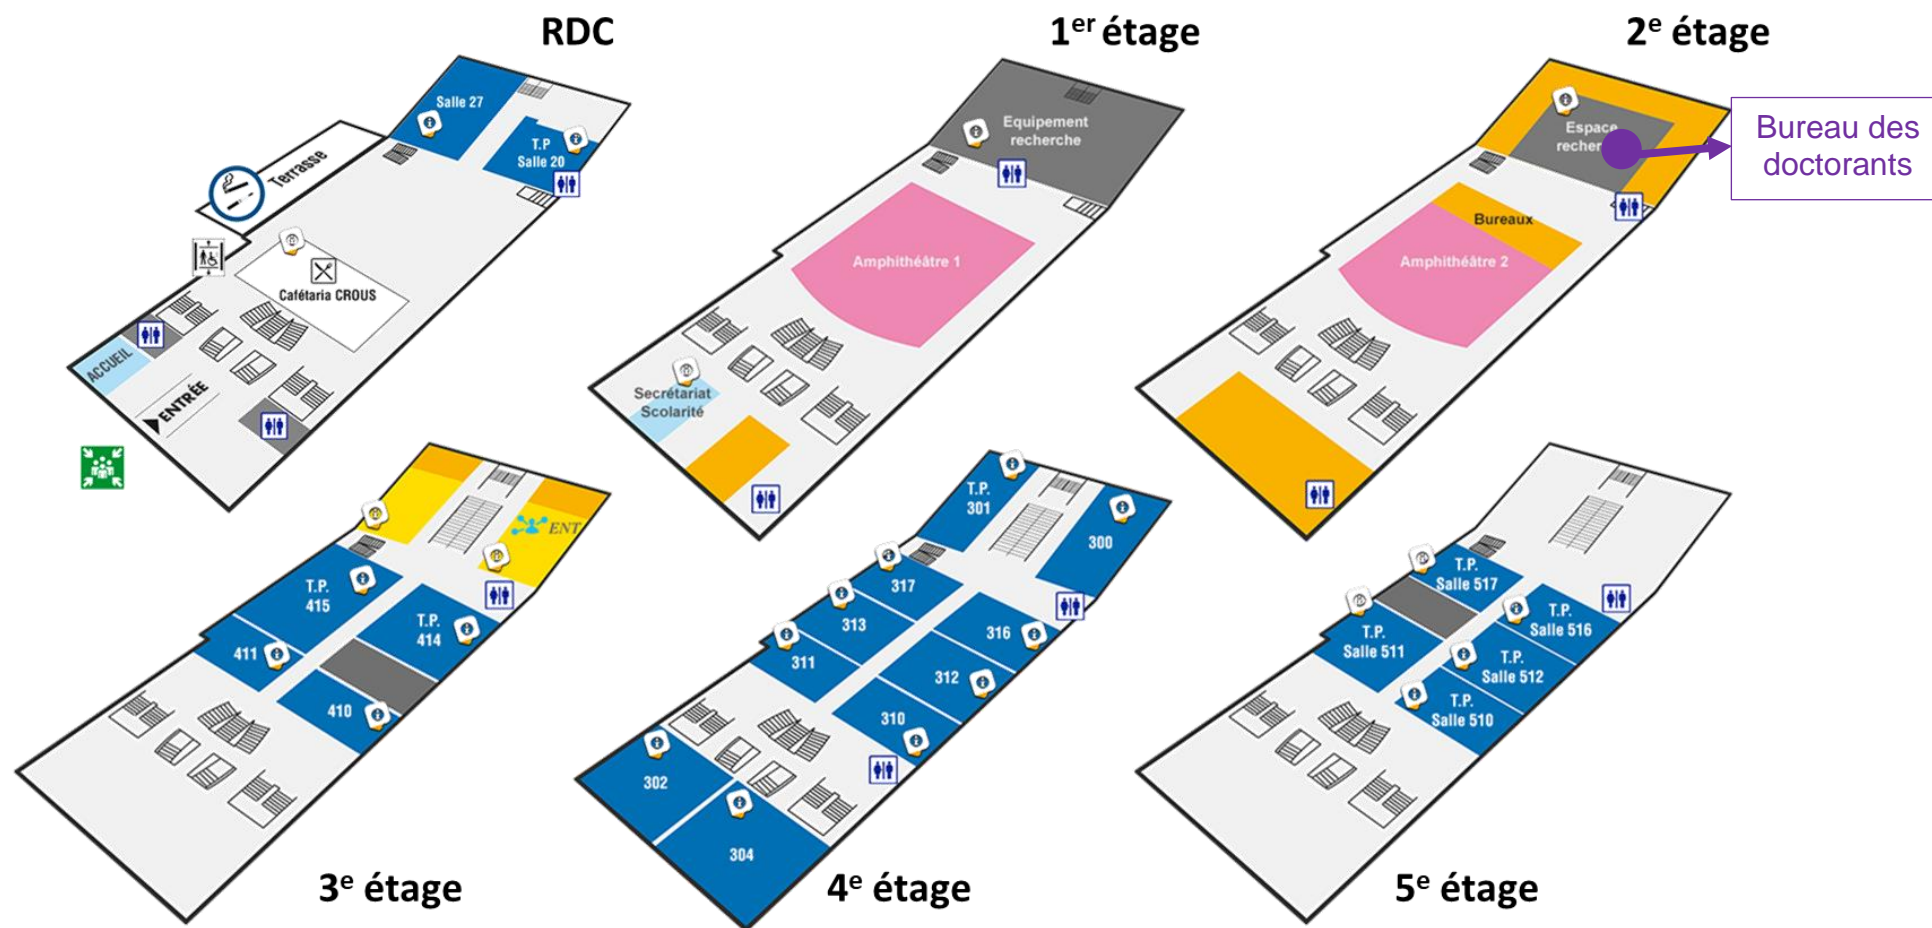 RDC
1er étage
2e étage
Salle 27
T.P
Salle 20
Terrasse
Cafétaria CROUS
ACCUEIL
ENTRÉE
Equipement
recherche
Amphithéâtre 1
Secrétariat
Scolarité
Espace
recher
Bureau des
doctorants
Bureaux
Amphithéâtre 2
ENT
T.P.
415
T.P.
414
411
410
3e étage
T.P.
301
300
317
313
316
311
312
310
302
304
4e étage
T.P.
Salle 517
T.P.
Salle 516
T.P.
Salle 511
T.P.
Salle 512
T.P.
Salle 510
5e étage